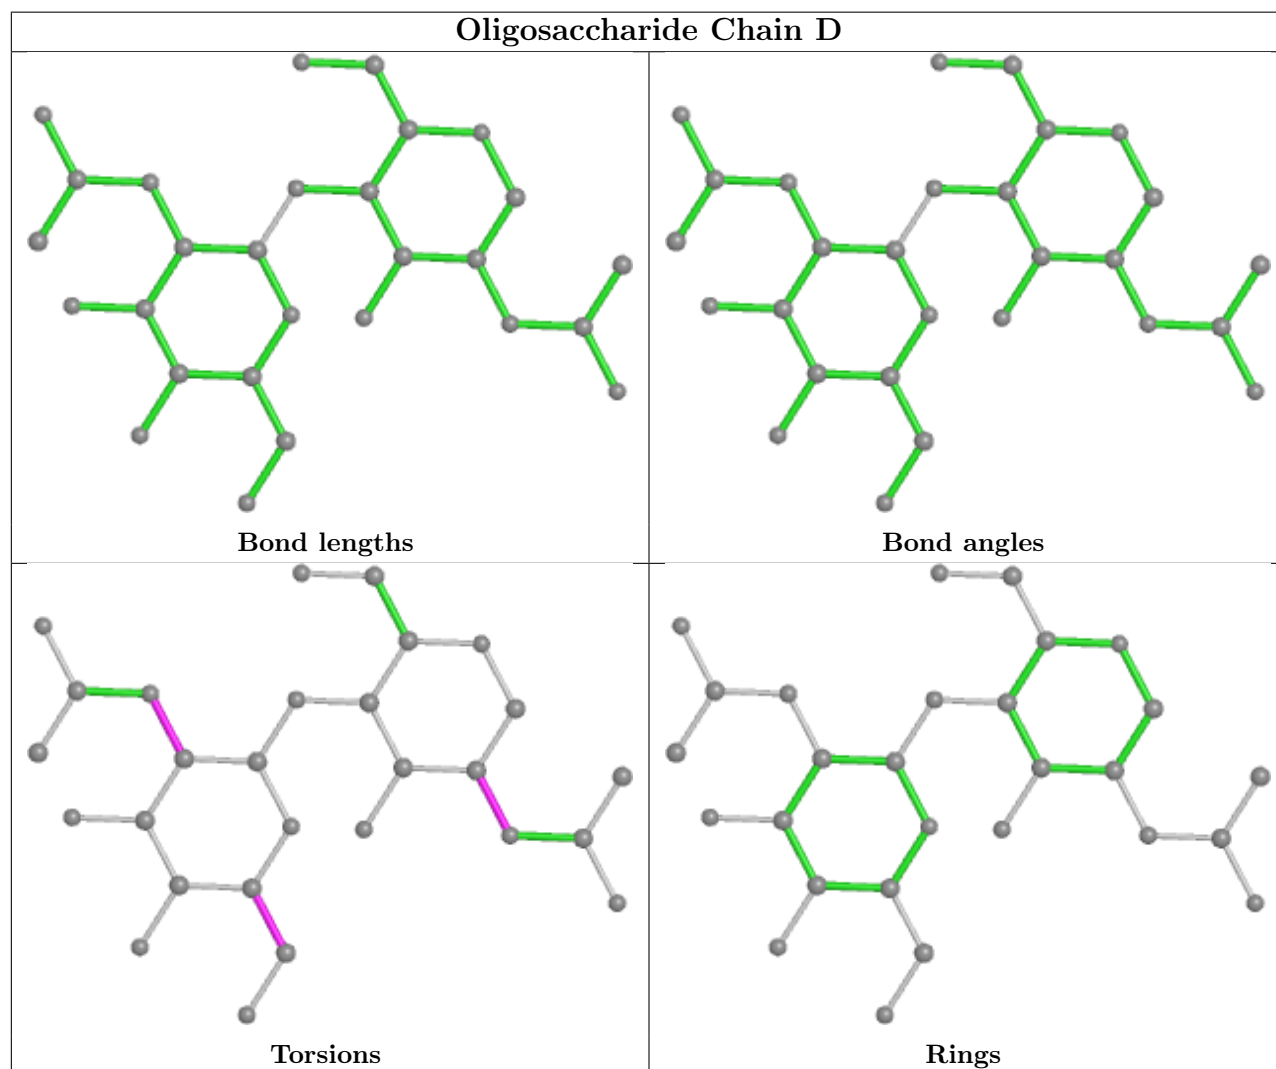 Oligosaccharide Chain D
Bond lengths
Bond angles
Torsions
Rings